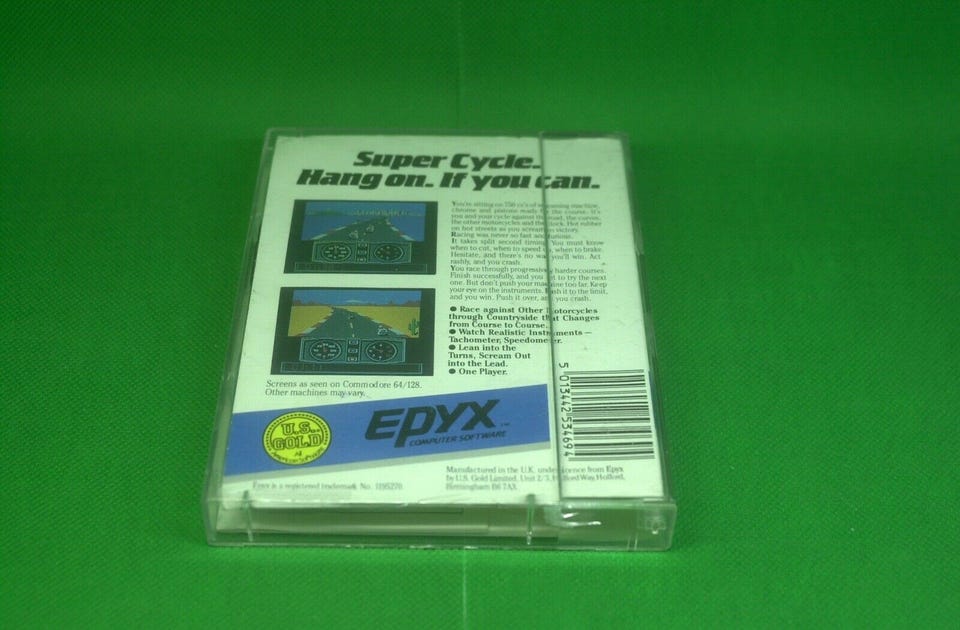 Super Cycle.
Hang on. If you can.
You're sitting on 750 cc's of screaming machine,
chrome and pistons ready for the course. It's
you and your cycle against the road, the curves,
the other motorcycles and the clock. Hot rubber
on hot streets as you scream to victory.
Racing was never so fast and furious.
It takes split second timing. You must know
when to cut, when to speed up, when to brake.
Hesitate, and there's no way you'll win. Act
rashly, and you crash.
You race through progressively harder courses.
Finish successfully, and you get to try the next
one. But don't push your machine too far. Keep
your eye on the instruments. Push it to the limit,
and you win. Push it over, and you crash.
● Race against Other Motorcycles
through Countryside that Changes
from Course to Course.
● Watch Realistic Instruments—
Tachometer, Speedometer.
● Lean into the
Turns, Scream Out
into the Lead.
● One Player.
Screens as seen on Commodore 64/128.
Other machines may vary.
U.S.
GOLD
All
American Software
EPYX™
COMPUTER SOFTWARE
5 013442 534694
Epyx is a registered trademark No. 1195270.
Manufactured in the U.K. under licence from Epyx
by U.S. Gold Limited, Unit 2/3, Holford Way, Holford,
Birmingham B6 7AX.